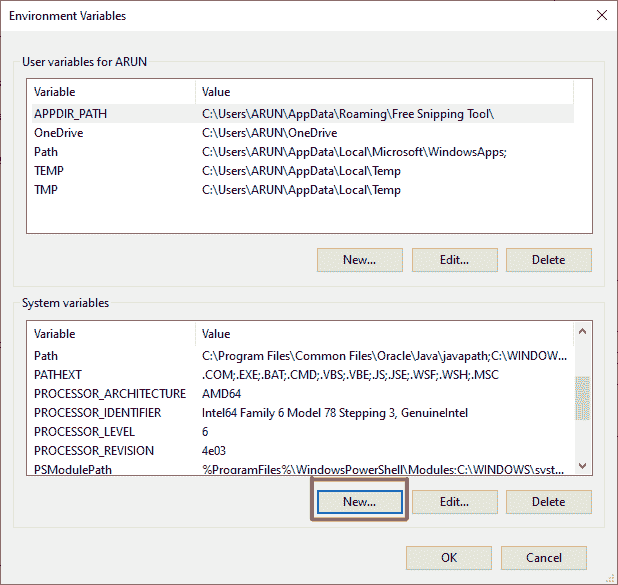 Environment Variables
User variables for ARUN
Variable Value
APPDIR_PATH C:\Users\ARUN\AppData\Roaming\Free Snipping Tool\
OneDrive C:\Users\ARUN\OneDrive
Path C:\Users\ARUN\AppData\Local\Microsoft\WindowsApps;
TEMP C:\Users\ARUN\AppData\Local\Temp
TMP C:\Users\ARUN\AppData\Local\Temp
New... Edit... Delete
System variables
Variable Value
Path C:\Program Files\Common Files\Oracle\Java\javapath;C:\WINDOW...
PATHEXT .COM;.EXE;.BAT;.CMD;.VBS;.VBE;.JS;.JSE;.WSF;.WSH;.MSC
PROCESSOR_ARCHITECTURE AMD64
PROCESSOR_IDENTIFIER Intel64 Family 6 Model 78 Stepping 3, GenuineIntel
PROCESSOR_LEVEL 6
PROCESSOR_REVISION 4e03
PSModulePath %ProgramFiles%\WindowsPowerShell\Modules;C:\WINDOWS\syst...
New... Edit... Delete
OK Cancel